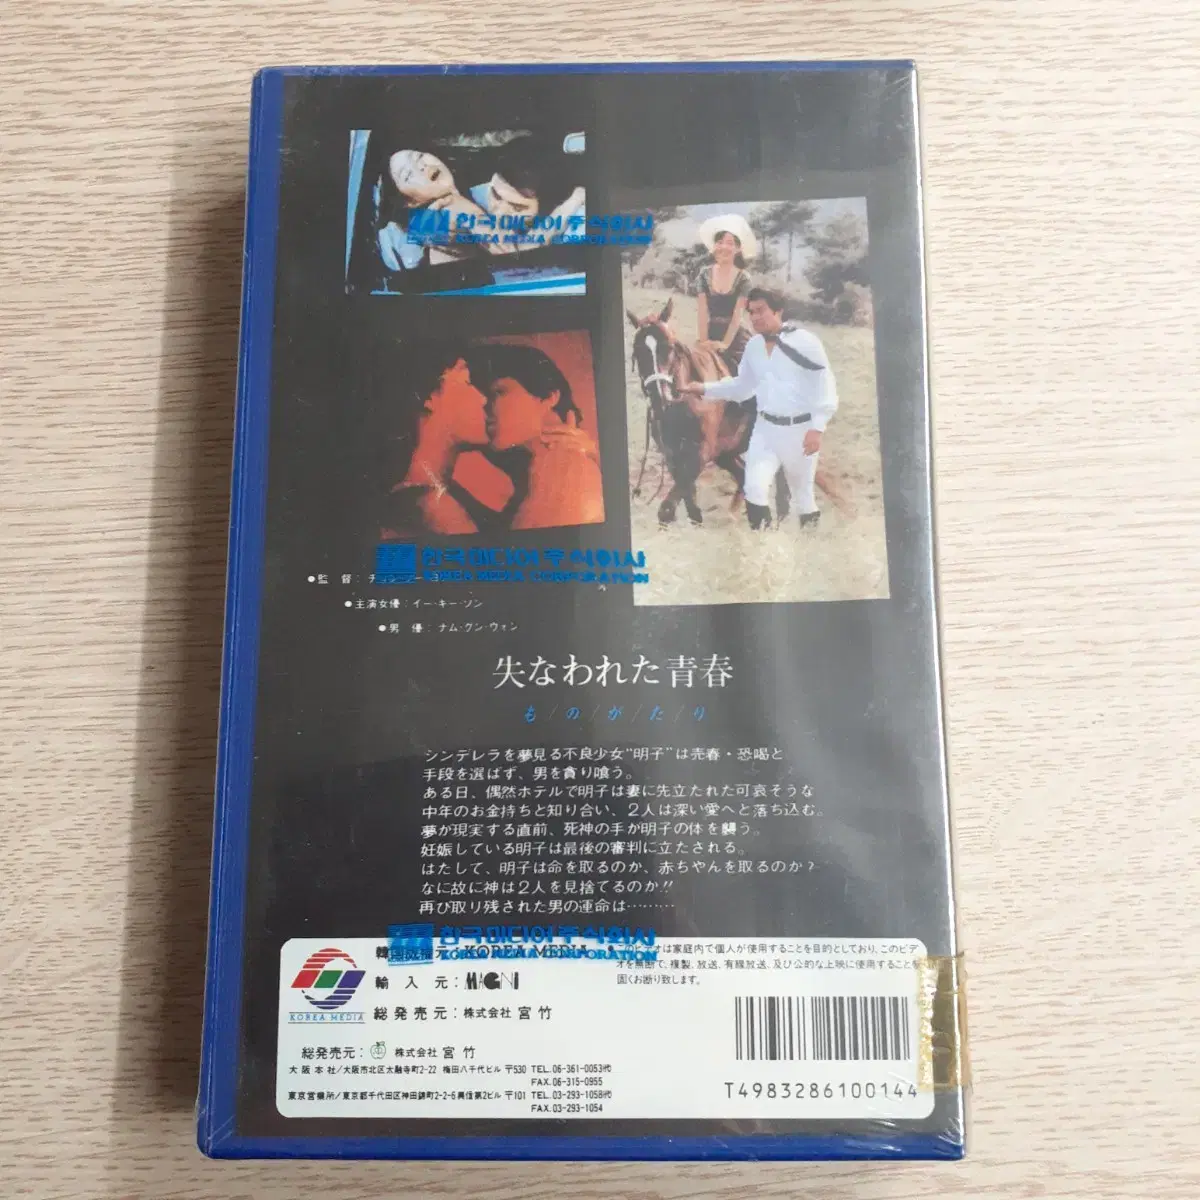 한국미디어주식회사
KOREA MEDIA CORPORATION
한국미디어주식회사
KOREA MEDIA CORPORATION
●監 督:
●主演女優:イー・キー・ソン
●男 優:ナム・クン・ウォン
失なわれた青春
も/の/が/た/り
シンデレラを夢見る不良少女“明子”は売春・恐喝と
手段を選ばず、男を貪り喰う。
ある日、偶然ホテルで明子は妻に先立たれた可哀そうな
中年のお金持ちと知り合い、2人は深い愛へと落ち込む。
夢が現実する直前、死神の手が明子の体を襲う。
妊娠している明子は最後の審判に立たされる。
はたして、明子は命を取るのか、赤ちゃんを取るのか?
なに故に神は2人を見捨てるのか!!
再び取り残された男の運命は………
한국미디어주식회사
KOREA MEDIA CORPORATION
KOREA MEDIA
輸 入 元:MAGNI
総発売元:株式会社 宮 竹
このビデオは家庭内で個人が使用することを目的としており、このビデ
オを無断で、複製、放送、有線放送、及び公的な上映に使用することを
固くお断り致します。
KOREA MEDIA
総発売元: 株式会社 宮 竹
大 阪 本 社/大阪市北区太融寺町2-22 梅田八千代ビル 〒530 TEL.06-361-0053㈹
FAX.06-315-0955
東京営業所/東京都千代田区神田錦町2-2-6興信第2ビル 〒101 TEL.03-293-1058㈹
FAX.03-293-1054
T4983286100144